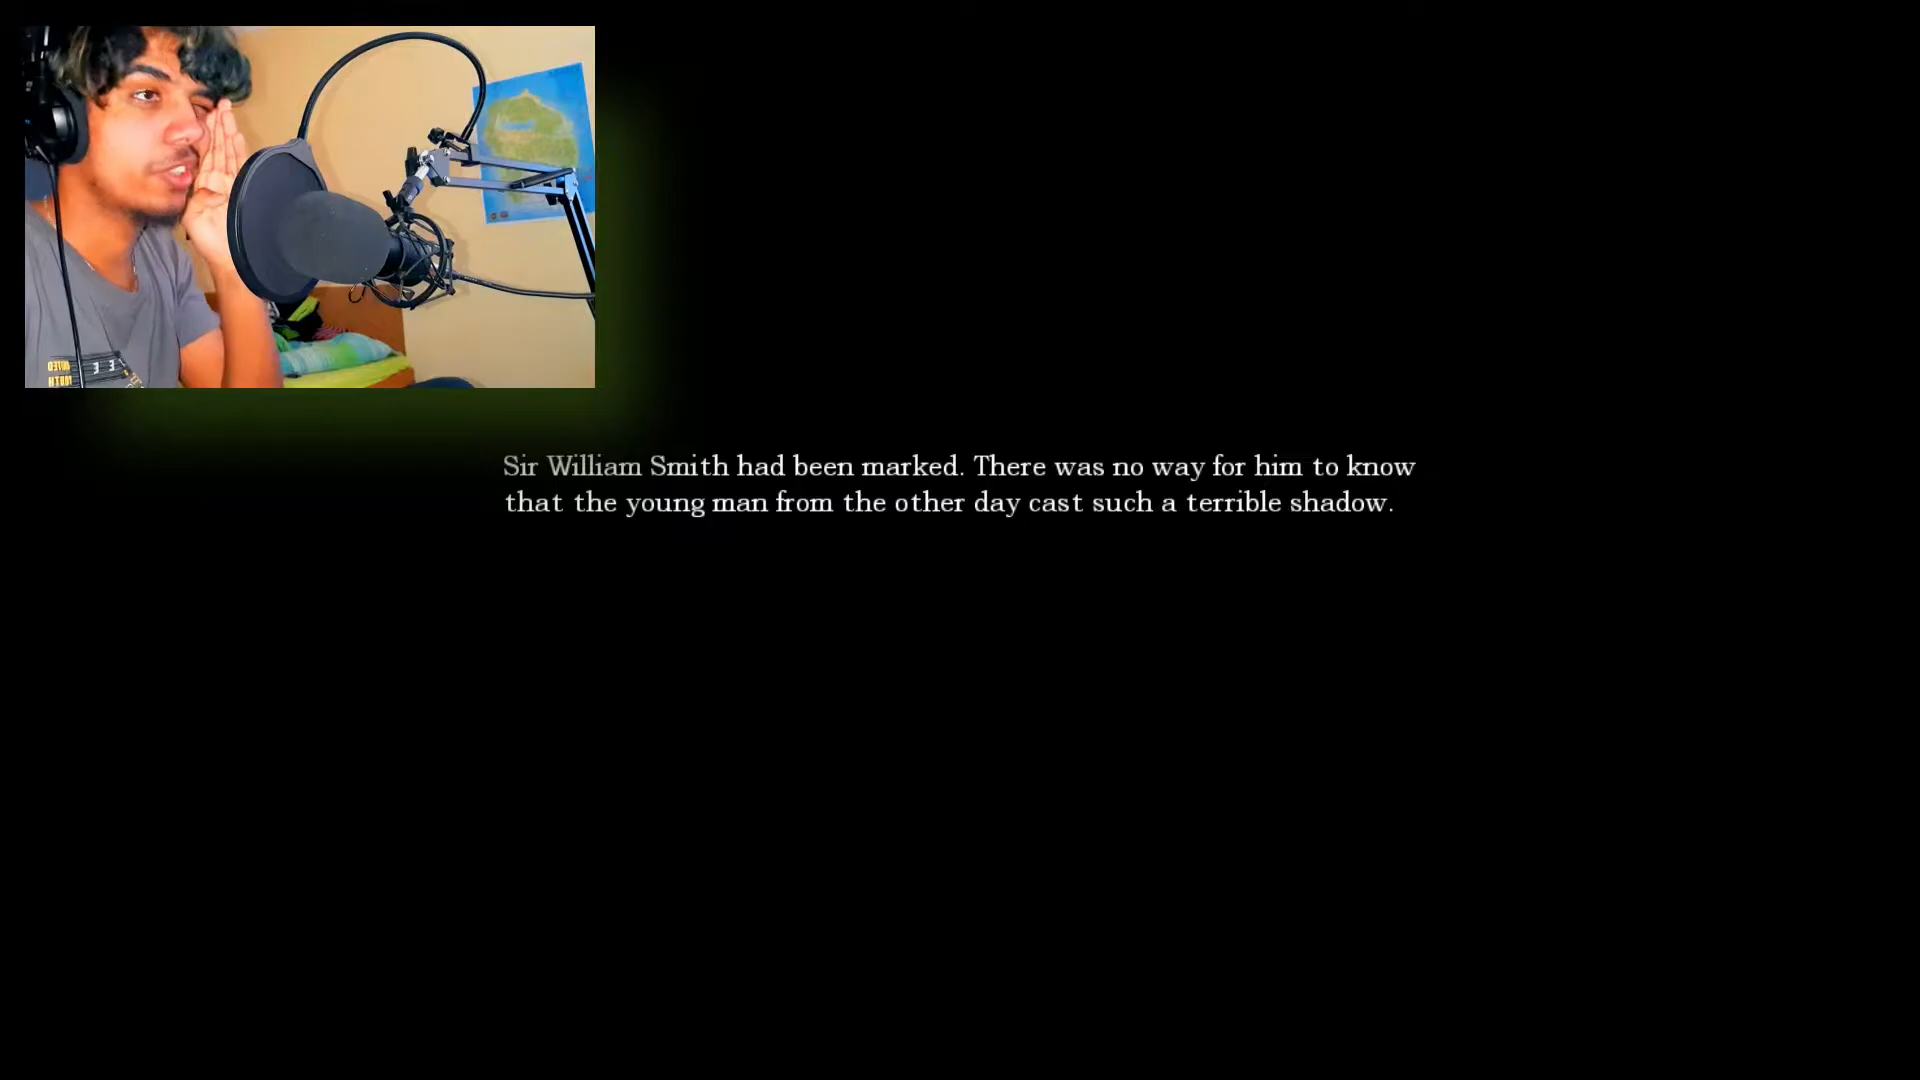 Sir William Smith had been marked. There was no way for him to know
that the young man from the other day cast such a terrible shadow.